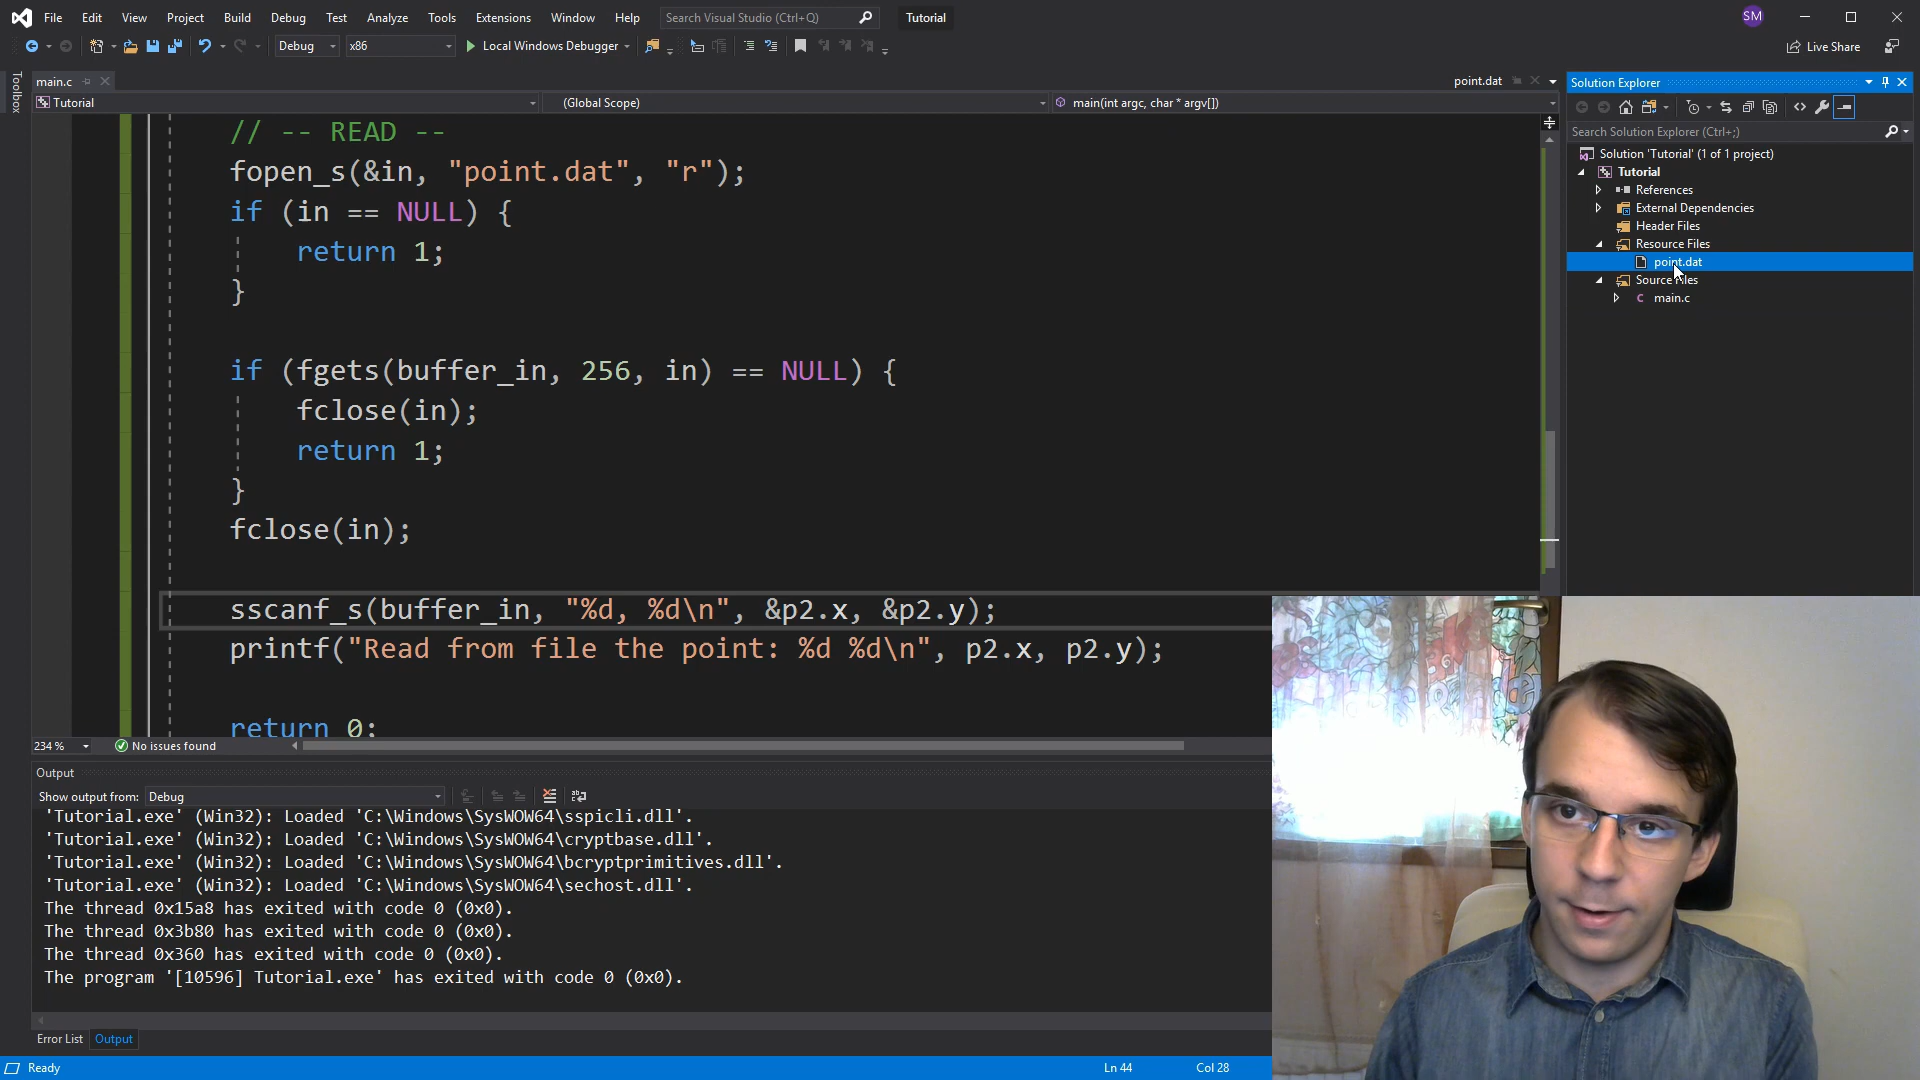 File Edit View Project Build Debug Test Analyze Tools Extensions Window Help Search Visual Studio (Ctrl+Q) Tutorial SM
Debug x86 Local Windows Debugger Live Share
Toolbox
main.c point.dat
Tutorial (Global Scope) main(int argc, char * argv[])
// -- READ --
fopen_s(&in, "point.dat", "r");
if (in == NULL) {
return 1;
}
if (fgets(buffer_in, 256, in) == NULL) {
fclose(in);
return 1;
}
fclose(in);
sscanf_s(buffer_in, "%d, %d\n", &p2.x, &p2.y);
printf("Read from file the point: %d %d\n", p2.x, p2.y);
return 0;
234 % No issues found
Output
Show output from: Debug
'Tutorial.exe' (Win32): Loaded 'C:\Windows\SysWOW64\sspicli.dll'.
'Tutorial.exe' (Win32): Loaded 'C:\Windows\SysWOW64\cryptbase.dll'.
'Tutorial.exe' (Win32): Loaded 'C:\Windows\SysWOW64\bcryptprimitives.dll'.
'Tutorial.exe' (Win32): Loaded 'C:\Windows\SysWOW64\sechost.dll'.
The thread 0x15a8 has exited with code 0 (0x0).
The thread 0x3b80 has exited with code 0 (0x0).
The thread 0x360 has exited with code 0 (0x0).
The program '[10596] Tutorial.exe' has exited with code 0 (0x0).
Error List Output
Ready Ln 44 Col 28
Solution Explorer
Search Solution Explorer (Ctrl+;)
Solution 'Tutorial' (1 of 1 project)
Tutorial
References
External Dependencies
Header Files
Resource Files
point.dat
Source Files
main.c